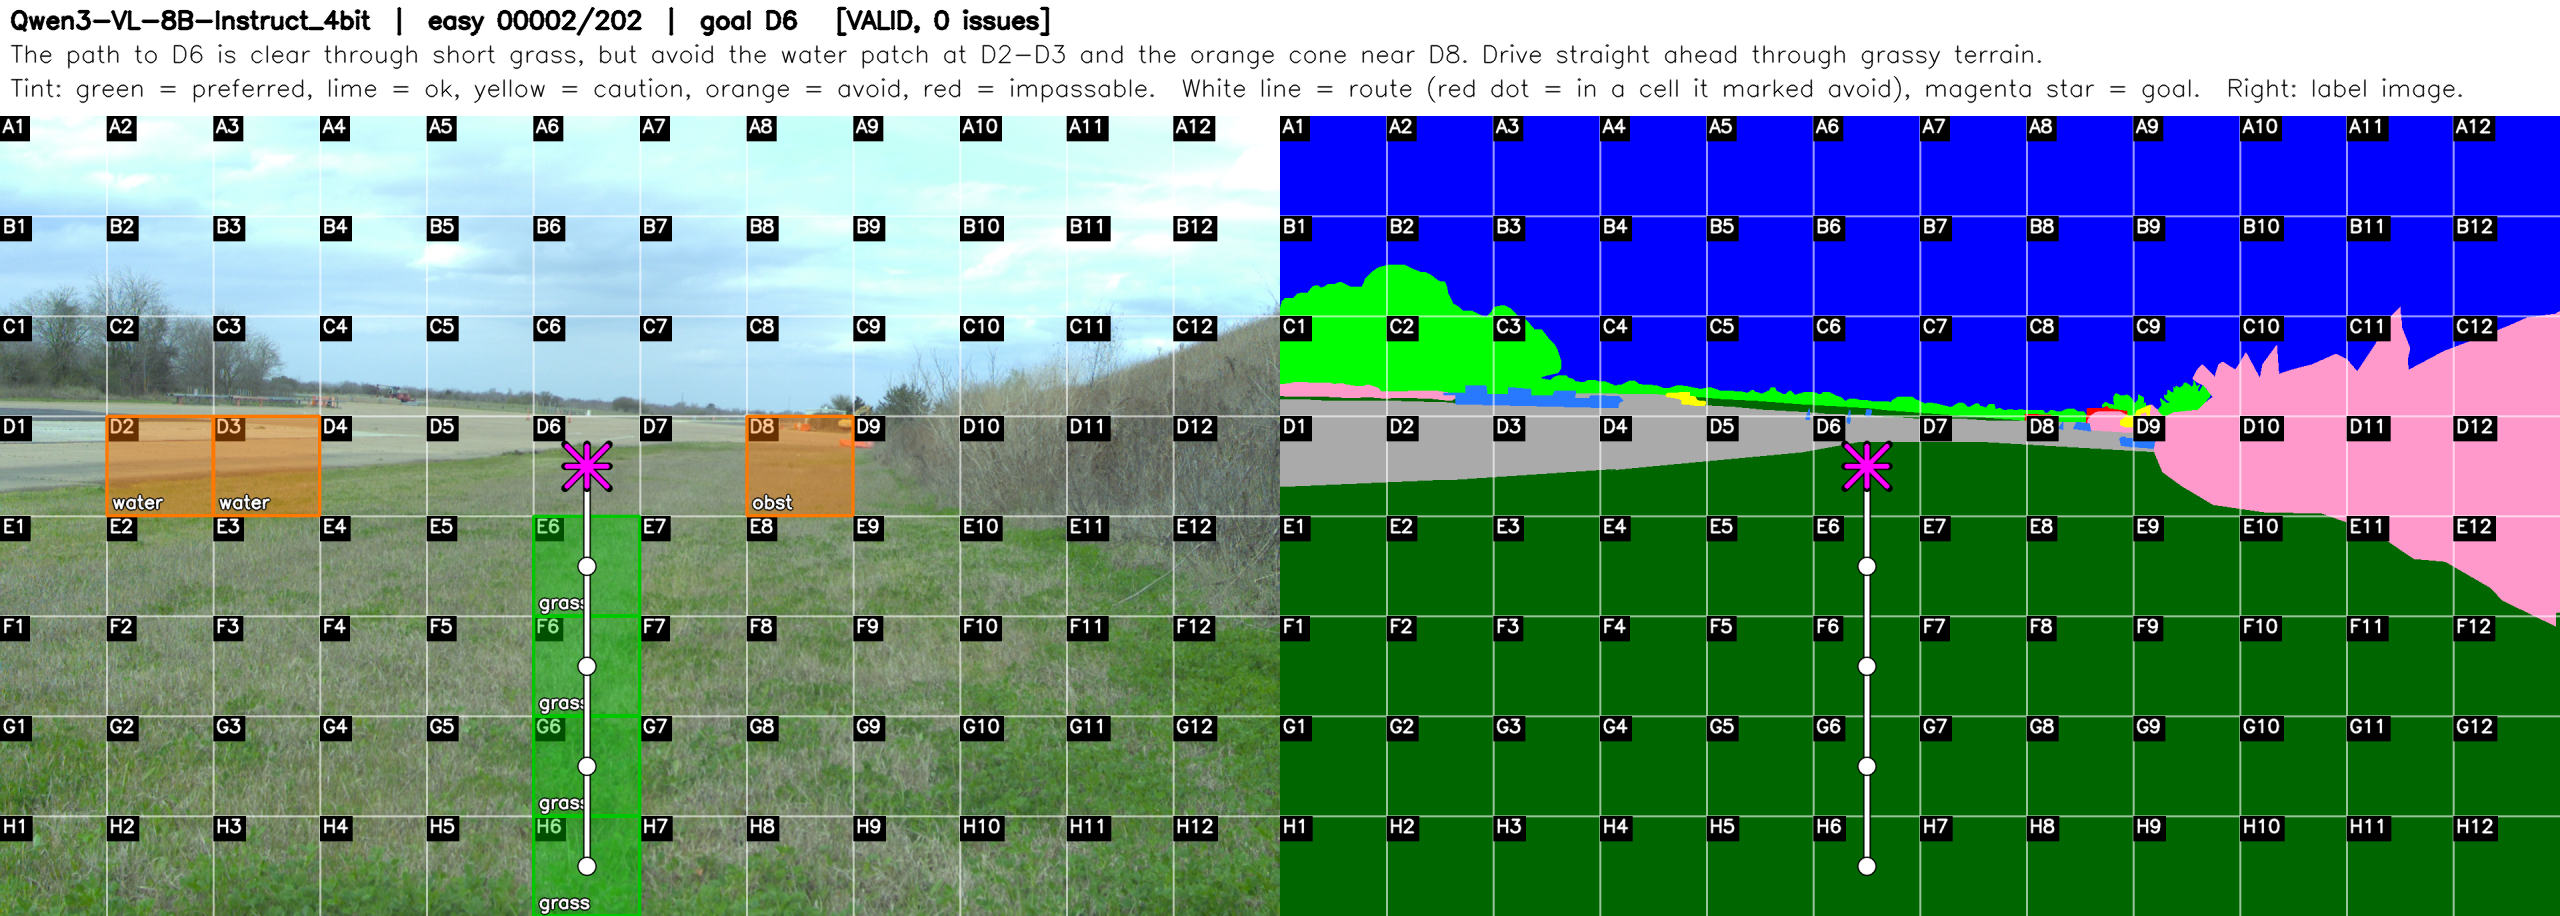 Qwen3-VL-8B-Instruct_4bit | easy 00002/202 | goal D6 [VALID, 0 issues]
The path to D6 is clear through short grass, but avoid the water patch at D2-D3 and the orange cone near D8. Drive straight ahead through grassy terrain.
Tint: green = preferred, lime = ok, yellow = caution, orange = avoid, red = impassable. White line = route (red dot = in a cell it marked avoid), magenta star = goal. Right: label image.
A1 A2 A3 A4 A5 A6 A7 A8 A9 A10 A11 A12 A1 A2 A3 A4 A5 A6 A7 A8 A9 A10 A11 A12
B1 B2 B3 B4 B5 B6 B7 B8 B9 B10 B11 B12 B1 B2 B3 B4 B5 B6 B7 B8 B9 B10 B11 B12
C1 C2 C3 C4 C5 C6 C7 C8 C9 C10 C11 C12 C1 C2 C3 C4 C5 C6 C7 C8 C9 C10 C11 C12
D1 D2 D3 D4 D5 D6 D7 D8 D9 D10 D11 D12 D1 D2 D3 D4 D5 D6 D7 D8 D9 D10 D11 D12
water water obst
E1 E2 E3 E4 E5 E6 E7 E8 E9 E10 E11 E12 E1 E2 E3 E4 E5 E6 E7 E8 E9 E10 E11 E12
grass
F1 F2 F3 F4 F5 F6 F7 F8 F9 F10 F11 F12 F1 F2 F3 F4 F5 F6 F7 F8 F9 F10 F11 F12
grass
G1 G2 G3 G4 G5 G6 G7 G8 G9 G10 G11 G12 G1 G2 G3 G4 G5 G6 G7 G8 G9 G10 G11 G12
grass
H1 H2 H3 H4 H5 H6 H7 H8 H9 H10 H11 H12 H1 H2 H3 H4 H5 H6 H7 H8 H9 H10 H11 H12
grass